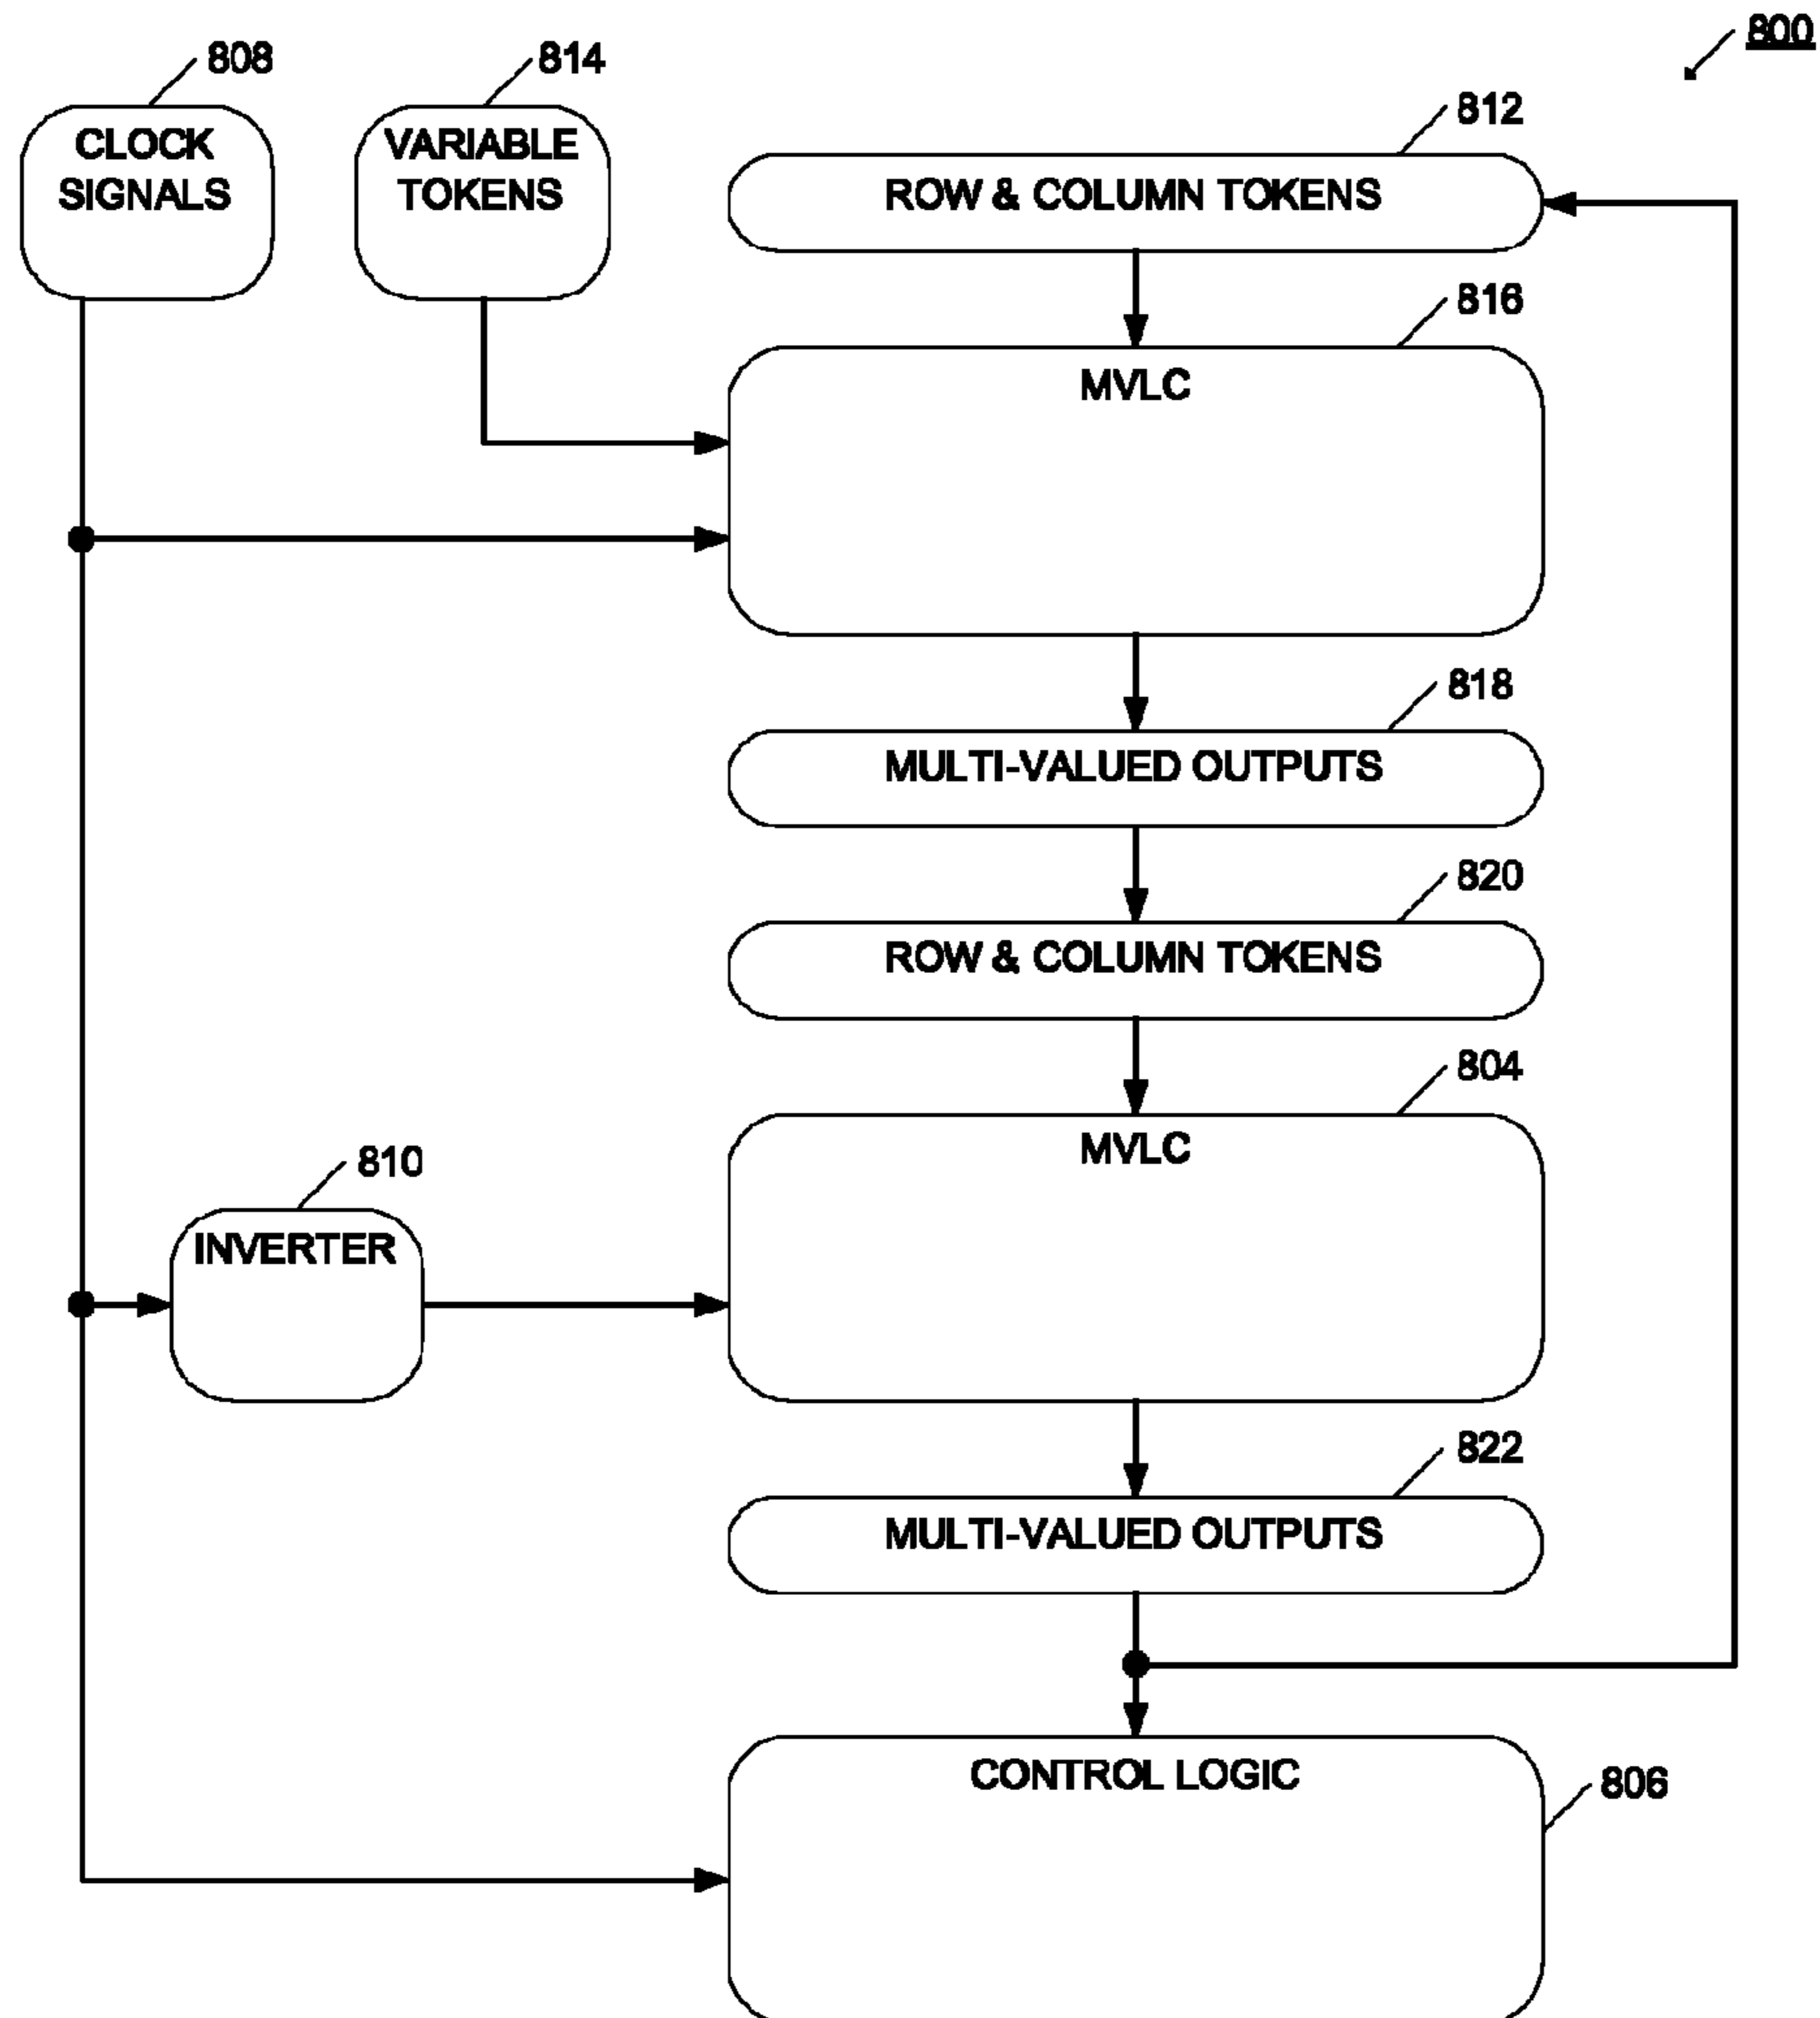 800
808
814
812
CLOCK
SIGNALS
VARIABLE
TOKENS
ROW & COLUMN TOKENS
816
MVLC
818
MULTI-VALUED OUTPUTS
820
ROW & COLUMN TOKENS
804
MVLC
810
INVERTER
822
MULTI-VALUED OUTPUTS
CONTROL LOGIC
806